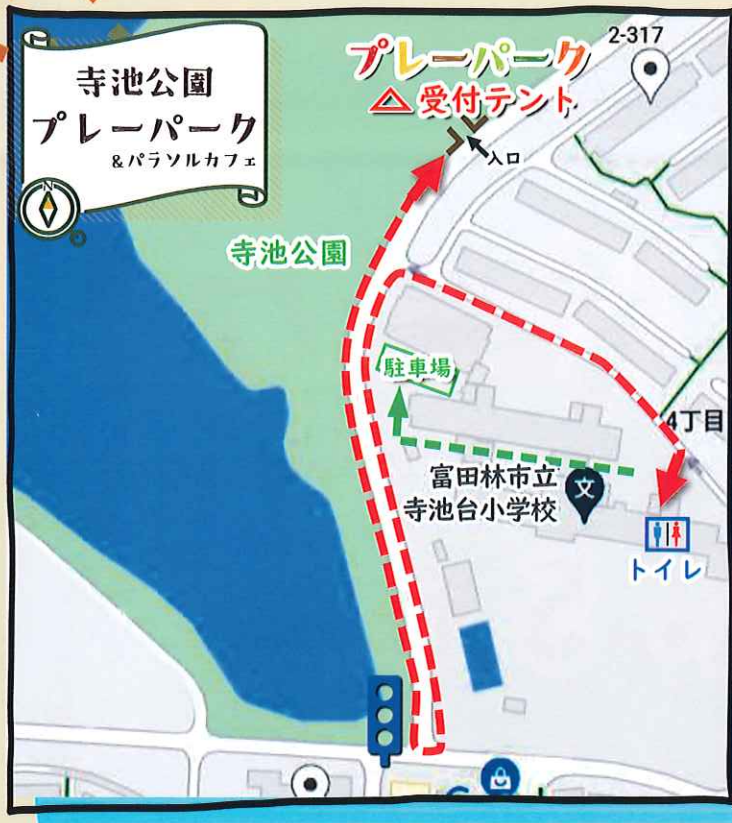 寺池公園
プレーパーク
&パラソルカフェ
N
プレーパーク
受付テント
2-317
入口
寺池公園
駐車場
4丁目
富田林市立
寺池台小学校
文
トイレ